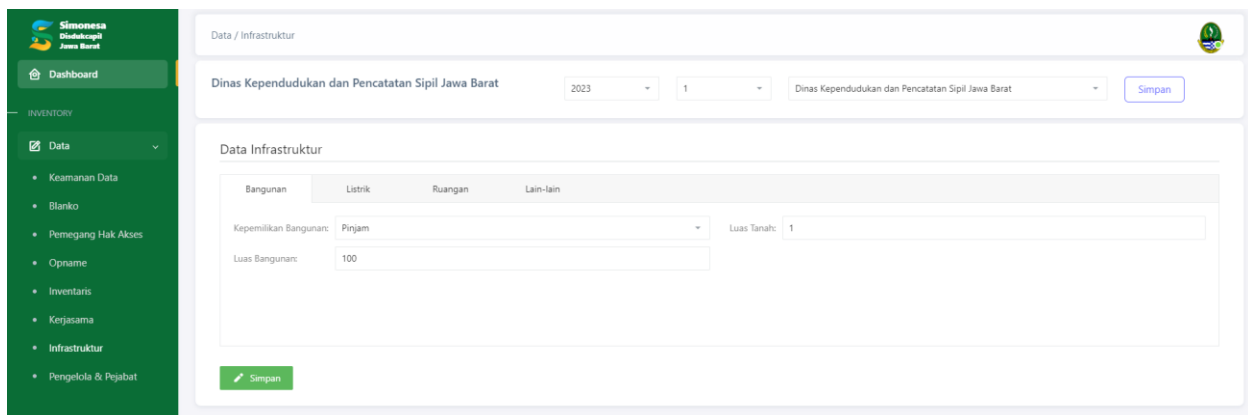 Simonesa
Disdukcapil
Jawa Barat
Dashboard
INVENTORY
Data
Keamanan Data
Blanko
Pemegang Hak Akses
Opname
Inventaris
Kerjasama
Infrastruktur
Pengelola & Pejabat
Data / Infrastruktur
Dinas Kependudukan dan Pencatatan Sipil Jawa Barat 2023 1 Dinas Kependudukan dan Pencatatan Sipil Jawa Barat Simpan
Data Infrastruktur
Bangunan Listrik Ruangan Lain-lain
Kepemilikan Bangunan: Pinjam Luas Tanah: 1
Luas Bangunan: 100
Simpan